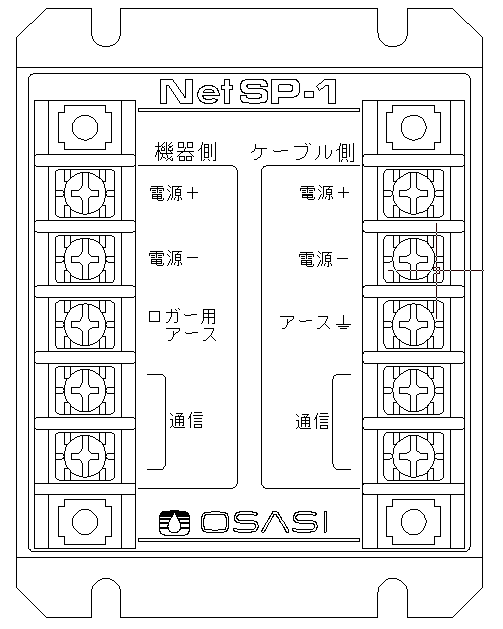 NetSP-1
機器側 ケーブル側
電源＋ 電源＋
電源－ 電源－
ロガー用
アース
アース⏚
通信 通信
OSASI